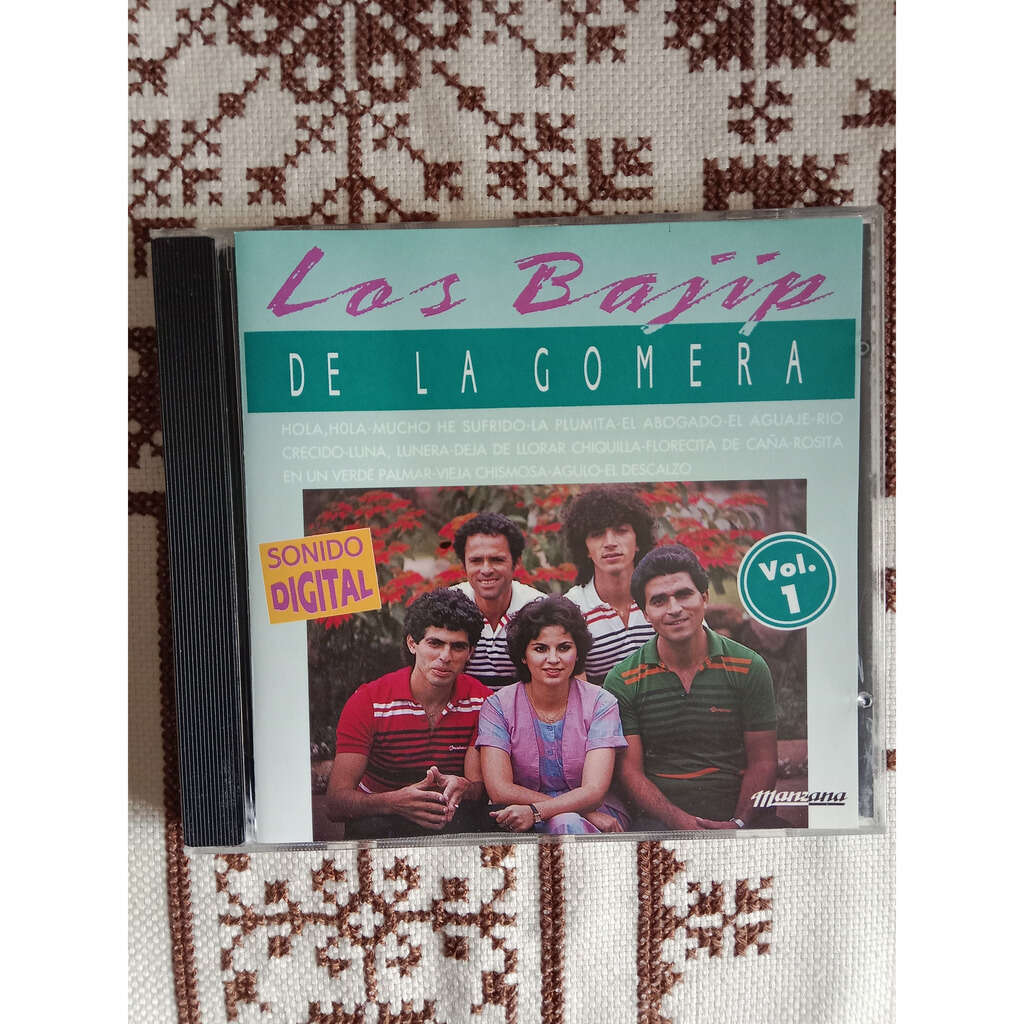 Los Bajip
DE LA GOMERA
HOLA, HOLA-MUCHO HE SUFRIDO-LA PLUMITA-EL ABOGADO-EL AGUAJE-RIO
CRECIDO-LUNA, LUNERA-DEJA DE LLORAR CHIQUILLA-FLORECITA DE CAÑA-ROSITA
EN UN VERDE PALMAR-VIEJA CHISMOSA-AGULO-EL DESCALZO
SONIDO
DIGITAL
Vol.
1
Manzana